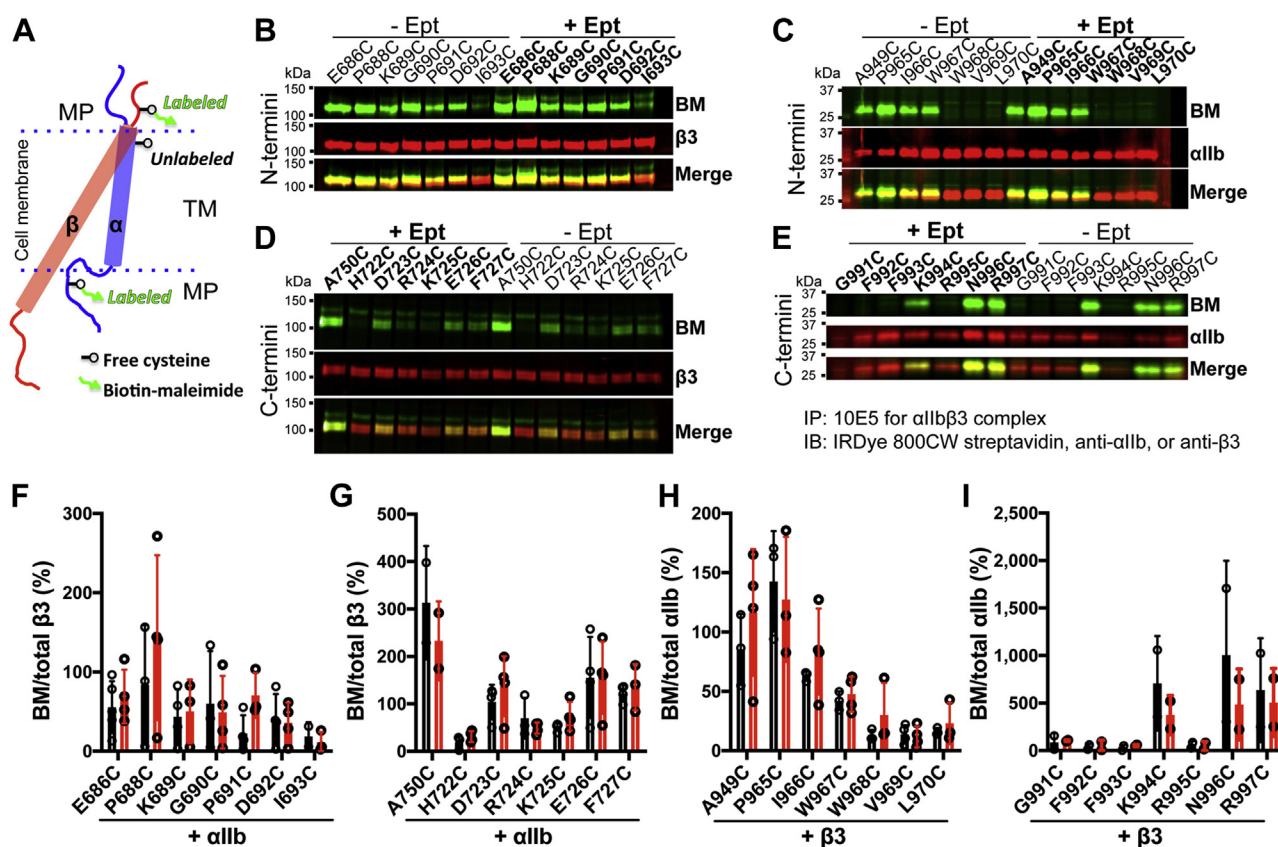 A
MP
Labeled
Unlabeled
Cell membrane
β
α
TM
MP
Labeled
Free cysteine
Biotin-maleimide
B
- Ept
+ Ept
E686C P688C K689C G690C P691C D692C I693C E686C P688C K689C G690C P691C D692C I693C
kDa
N-termini
150
100
BM
150
100
β3
150
100
Merge
C
- Ept
+ Ept
A949C P965C I966C W967C W968C V969C L970C A949C P965C I966C W967C W968C V969C L970C
kDa
N-termini
37
25
BM
37
25
αIIb
37
25
Merge
D
+ Ept
- Ept
A750C H722C D723C R724C K725C E726C F727C A750C H722C D723C R724C K725C E726C F727C
kDa
C-termini
150
100
BM
150
100
β3
150
100
Merge
E
+ Ept
- Ept
G991C F992C F993C K994C R995C N996C R997C G991C F992C F993C K994C R995C N996C R997C
kDa
C-termini
37
25
BM
37
25
αIIb
37
25
Merge
IP: 10E5 for αIIbβ3 complex
IB: IRDye 800CW streptavidin, anti-αIIb, or anti-β3
F
BM/total β3 (%)
300
200
100
0
E686C P688C K689C G690C P691C D692C I693C
+ αIIb
G
BM/total β3 (%)
500
400
300
200
100
0
A750C H722C D723C R724C K725C E726C F727C
+ αIIb
H
BM/total αIIb (%)
200
150
100
50
0
A949C P965C I966C W967C W968C V969C L970C
+ β3
I
BM/total αIIb (%)
2,500
2,000
1,500
1,000
500
0
G991C F992C F993C K994C R995C N996C R997C
+ β3